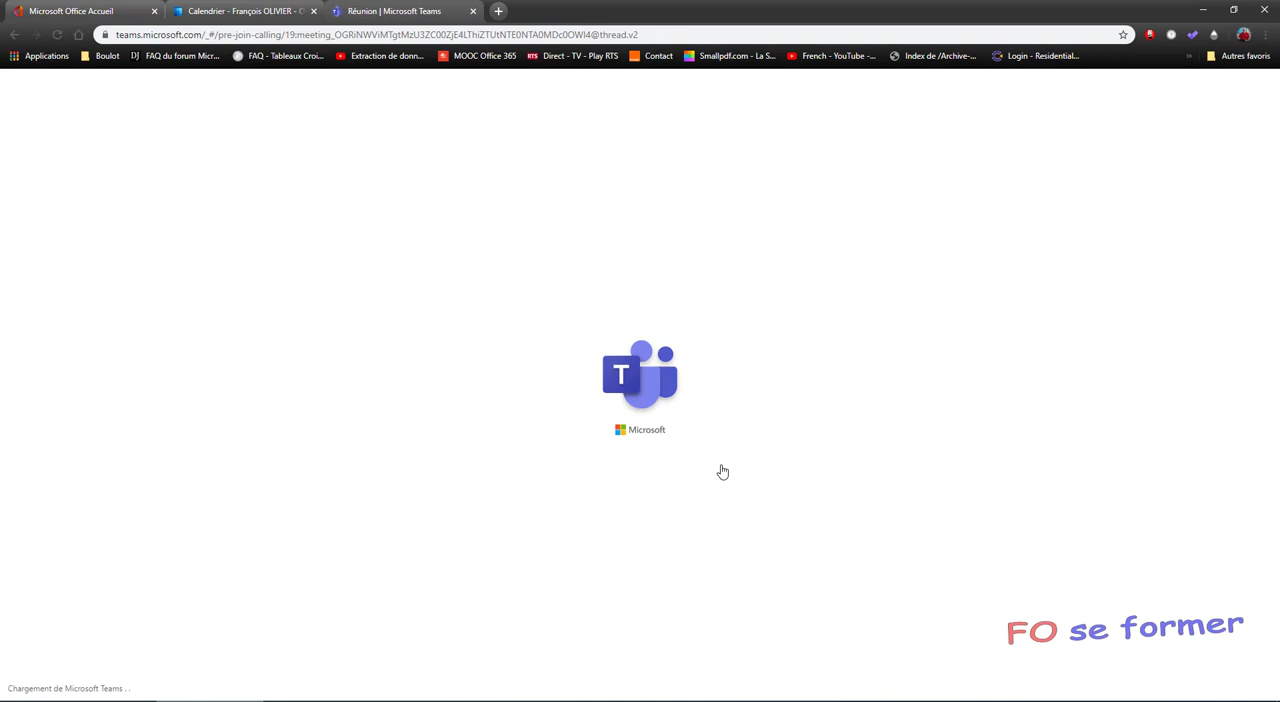 Microsoft Office Accueil
Calendrier - François OLIVIER - O
Réunion | Microsoft Teams
teams.microsoft.com/_#/pre-join-calling/19:meeting_OGRiNWViMTgtMzU3ZC00ZjE4LThiZTUtNTE0NTA0MDc0OWI4@thread.v2
Applications
Boulot
DJ FAQ du forum Micr...
FAQ - Tableaux Croi...
Extraction de donn...
MOOC Office 365
RTS Direct - TV - Play RTS
Contact
Smallpdf.com - La S...
French - YouTube -...
Index de /Archive-...
Login - Residential...
»
Autres favoris
T
Microsoft
FO se former
Chargement de Microsoft Teams . .